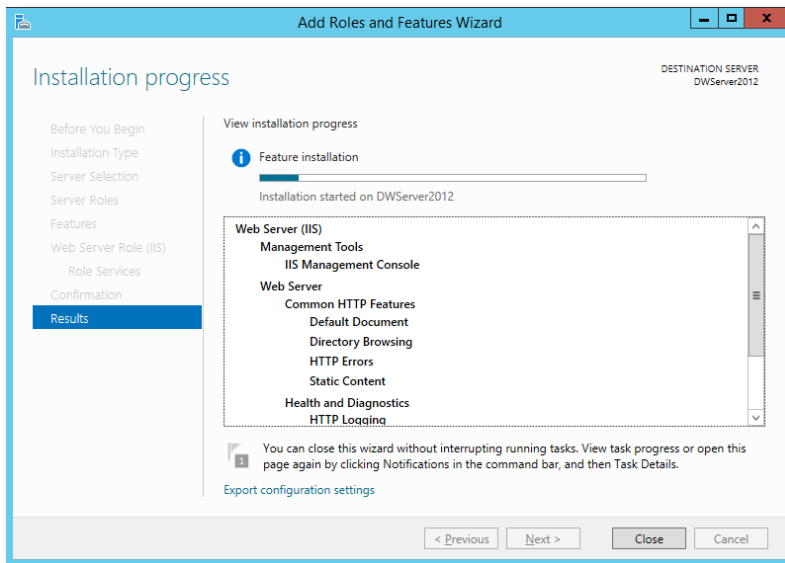 Add Roles and Features Wizard
Installation progress
DESTINATION SERVER
DWServer2012
Before You Begin
Installation Type
Server Selection
Server Roles
Features
Web Server Role (IIS)
Role Services
Confirmation
Results
View installation progress
Feature installation
Installation started on DWServer2012
Web Server (IIS)
Management Tools
IIS Management Console
Web Server
Common HTTP Features
Default Document
Directory Browsing
HTTP Errors
Static Content
Health and Diagnostics
HTTP Logging
1
You can close this wizard without interrupting running tasks. View task progress or open this
page again by clicking Notifications in the command bar, and then Task Details.
Export configuration settings
< Previous
Next >
Close
Cancel